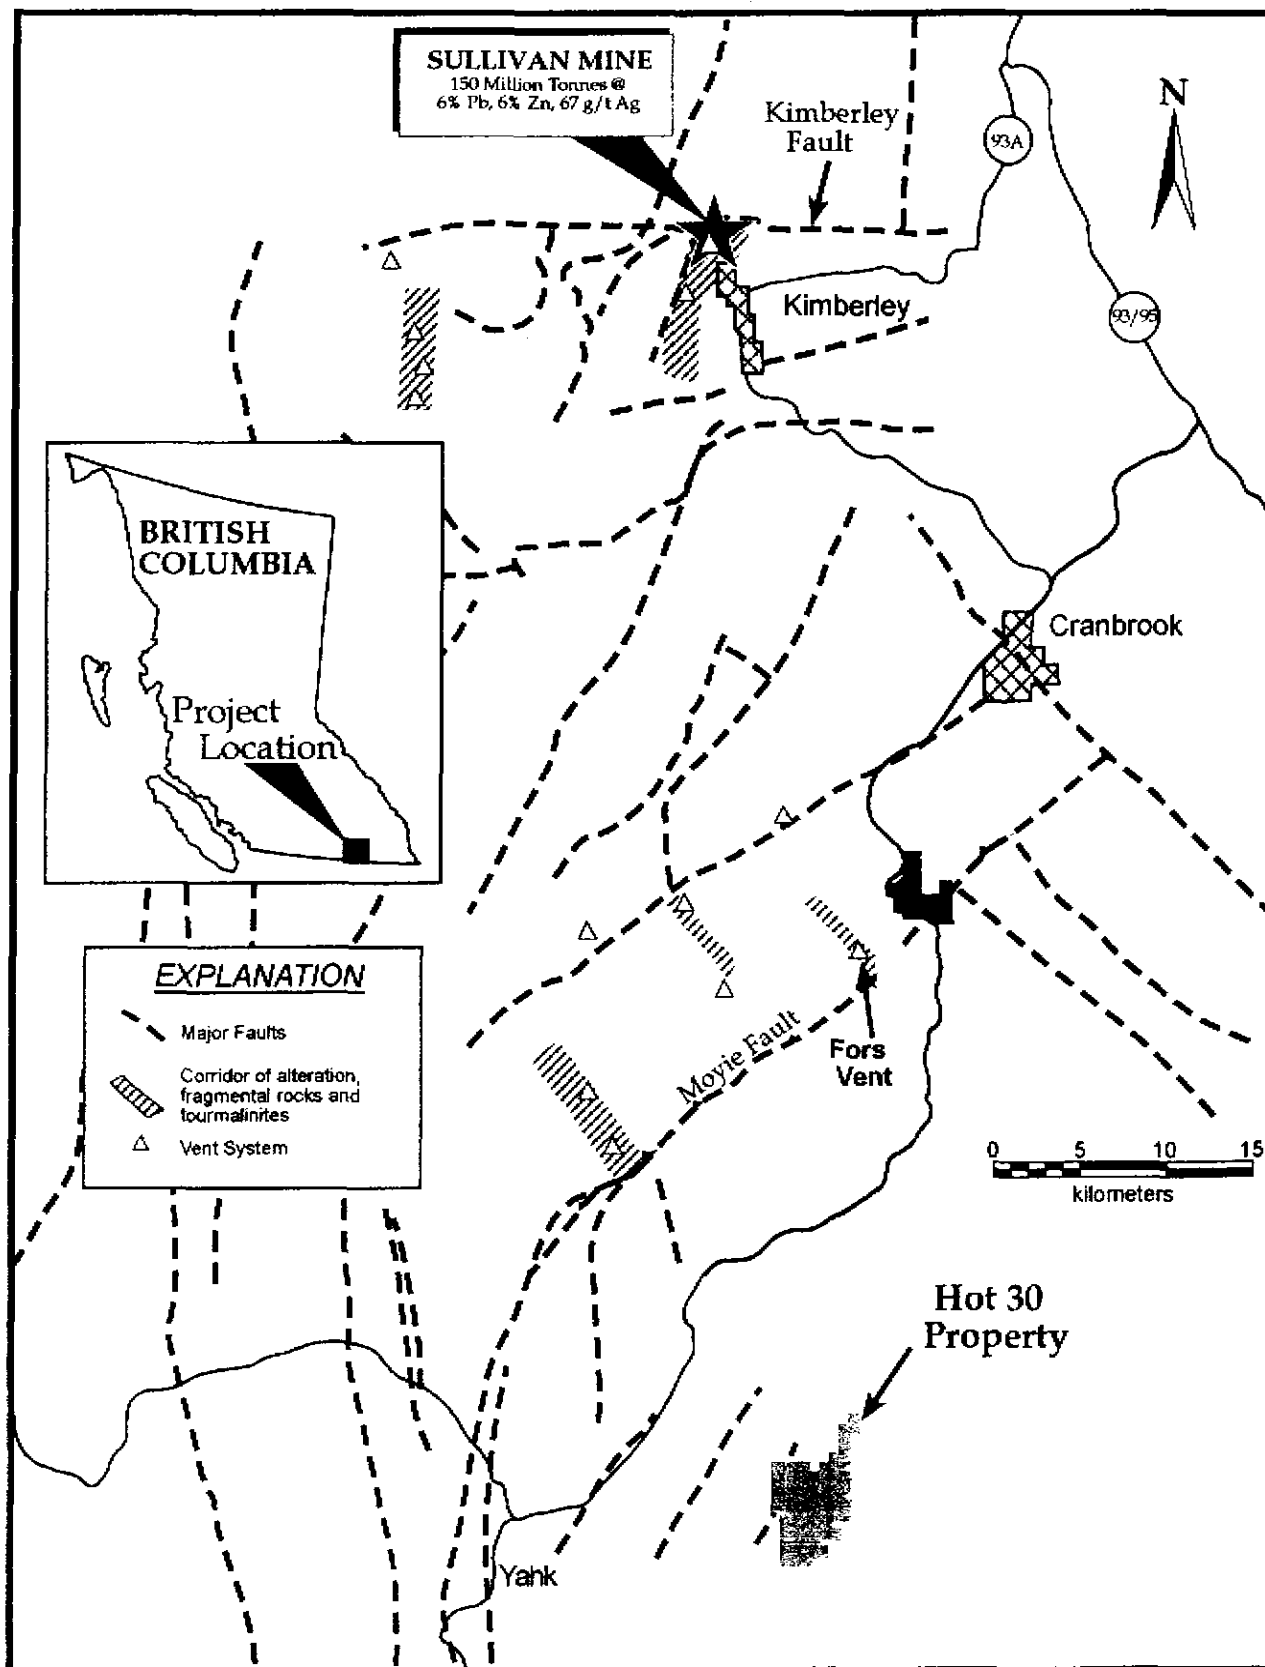 SULLIVAN MINE
150 Million Tonnes @
6% Pb, 6% Zn, 67 g/t Ag
Kimberley
Fault
N
93A
93/95
Kimberley
BRITISH
COLUMBIA
Project
Location
Cranbrook
EXPLANATION
Major Faults
Corridor of alteration,
fragmental rocks and
tourmalinites
Vent System
Moyie Fault
Fors
Vent
0 5 10 15
kilometers
Hot 30
Property
Yahk